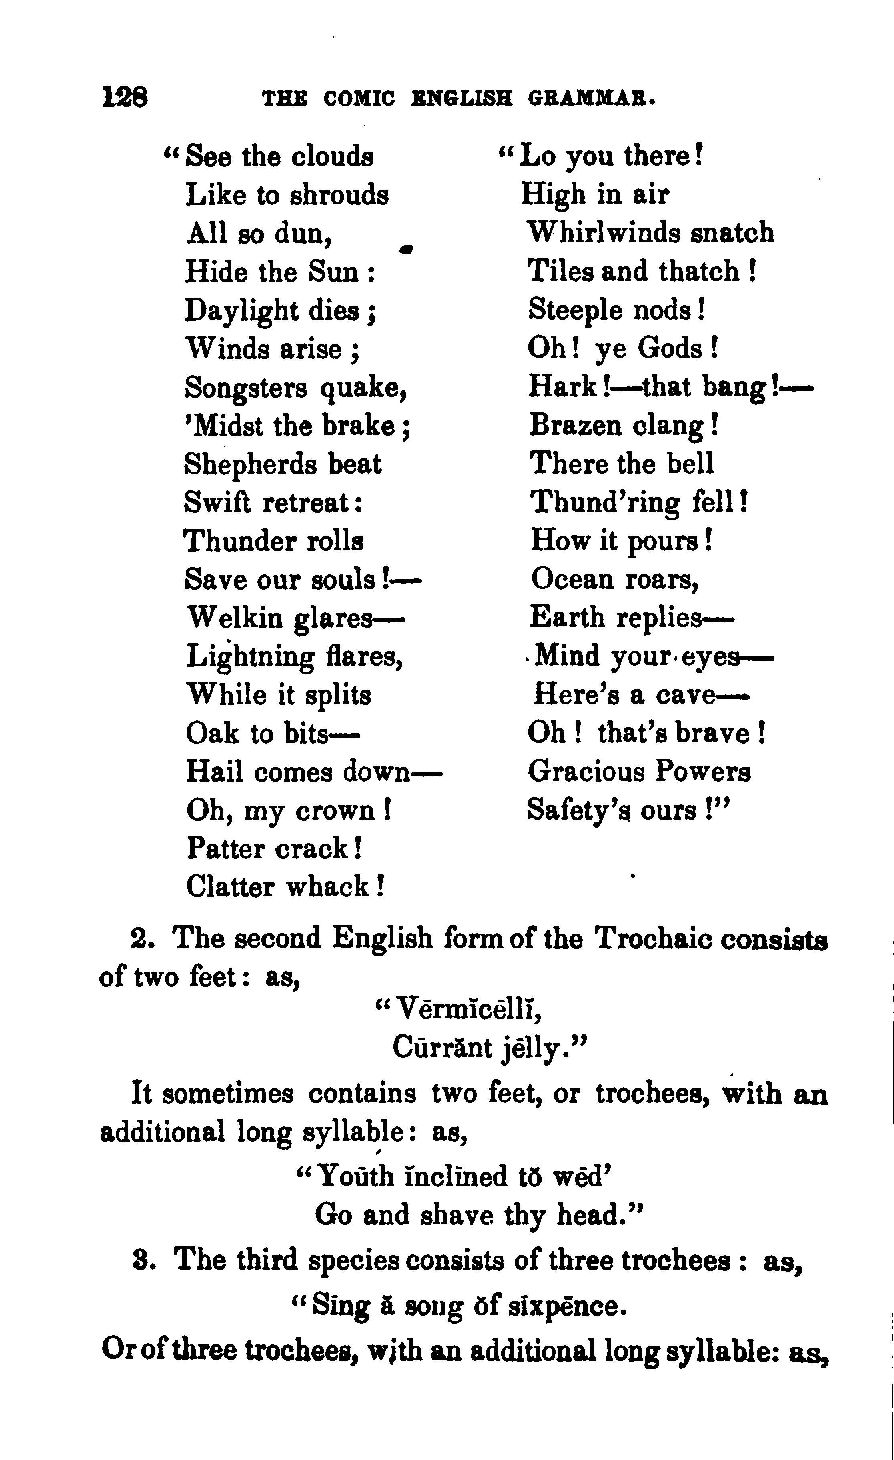 128 THE COMIC ENGLISH GRAMMAR.
“See the clouds
Like to shrouds
All so dun,
Hide the Sun :
Daylight dies ;
Winds arise ;
Songsters quake,
’Midst the brake ;
Shepherds beat
Swift retreat :
Thunder rolls
Save our souls !—
Welkin glares—
Lightning flares,
While it splits
Oak to bits—
Hail comes down—
Oh, my crown !
Patter crack !
Clatter whack !
“Lo you there !
High in air
Whirlwinds snatch
Tiles and thatch !
Steeple nods !
Oh ! ye Gods !
Hark !—that bang !—
Brazen clang !
There the bell
Thund’ring fell !
How it pours !
Ocean roars,
Earth replies—
Mind your eyes—
Here’s a cave—
Oh ! that’s brave !
Gracious Powers
Safety’s ours !”
2. The second English form of the Trochaic consists
of two feet : as,
“Vērmĭcēllĭ,
Cūrrănt jēlly.”
It sometimes contains two feet, or trochees, with an
additional long syllable : as,
“Yoūth ĭnclīned tŏ wēd’
Go and shave thy head.”
3. The third species consists of three trochees : as,
“Sīng ă song ŏf sĭxpēnce.
Or of three trochees, with an additional long syllable: as,